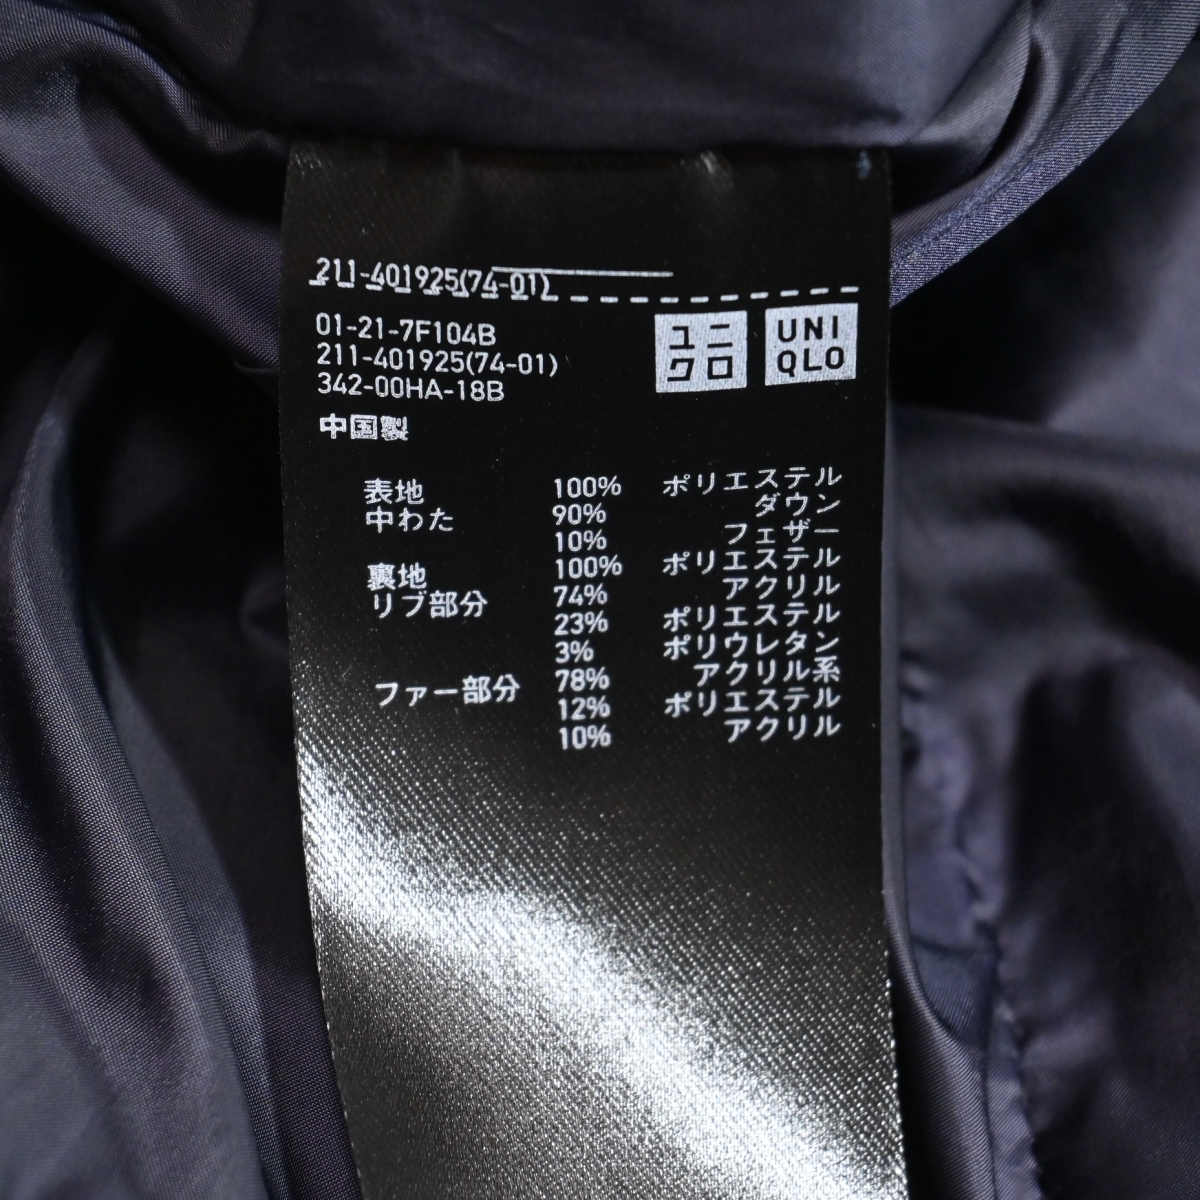 211-401925(74-01)
01-21-7F104B
211-401925(74-01)
342-00HA-18B
ユニ
クロ
UNI
QLO
中国製
表地 100% ポリエステル
中わた 90% ダウン
10% フェザー
裏地 100% ポリエステル
リブ部分 74% アクリル
23% ポリエステル
3% ポリウレタン
ファー部分 78% アクリル系
12% ポリエステル
10% アクリル